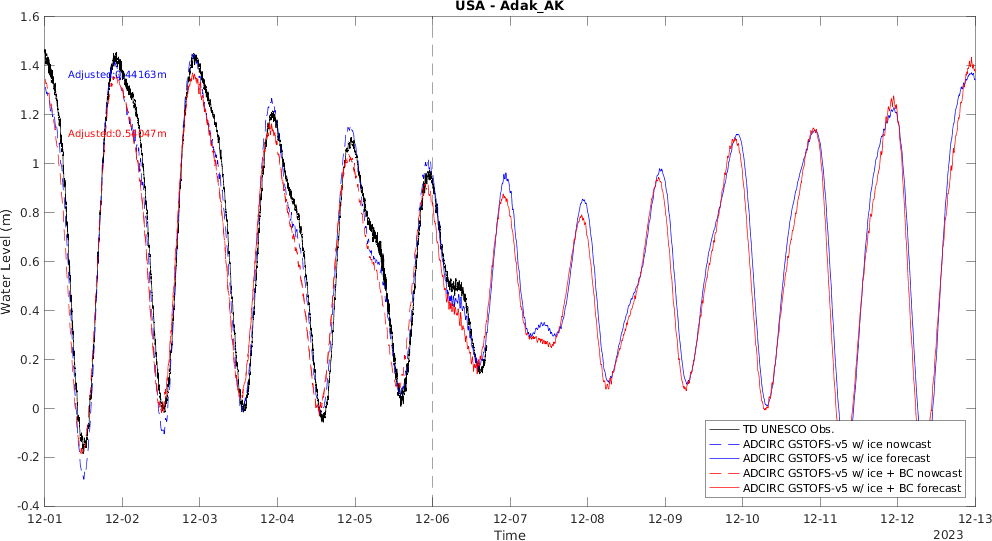 USA - Adak_AK
1.6
1.4
1.2
1
0.8
0.6
0.4
0.2
0
-0.2
-0.4
Water Level (m)
Adjusted:0.44163m
12-01
12-02
12-03
12-04
12-05
12-06
12-07
12-08
12-09
12-10
12-11
12-12
12-13
Time
2023
TD UNESCO Obs.
ADCIRC GSTOFS-v5 w/ ice nowcast
ADCIRC GSTOFS-v5 w/ ice forecast
ADCIRC GSTOFS-v5 w/ ice + BC nowcast
ADCIRC GSTOFS-v5 w/ ice + BC forecast